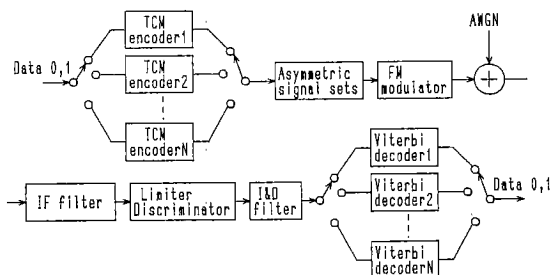 Data 0,1
TCM
encoder1
TCM
encoder2
TCM
encoderN
Asymmetric
signal sets
FM
modulator
AWGN
IF filter
Limiter
Discriminator
I&D
filter
Viterbi
decoder1
Viterbi
decoder2
Viterbi
decoderN
Data 0,1